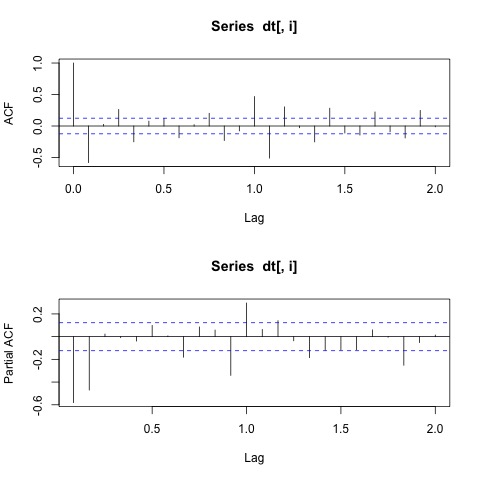 Series dt[, i]
1.0
0.5
0.0
-0.5
ACF
0.0 0.5 1.0 1.5 2.0
Lag
Series dt[, i]
0.2
-0.2
-0.6
Partial ACF
0.5 1.0 1.5 2.0
Lag